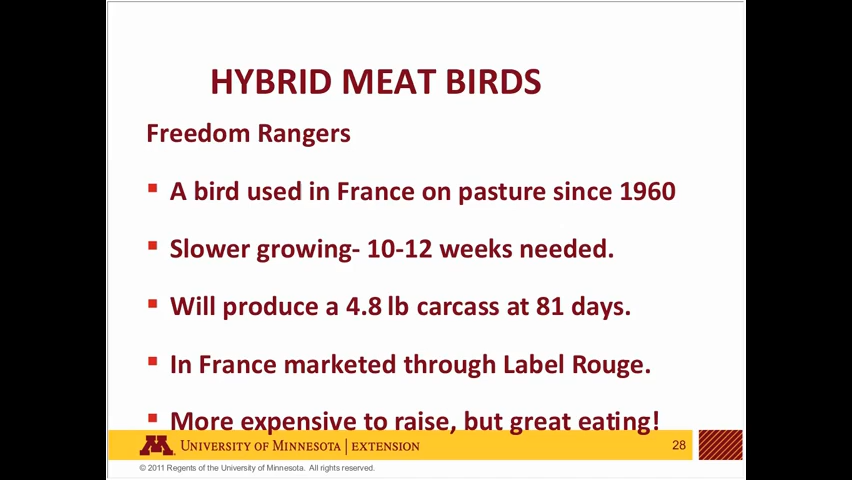 HYBRID MEAT BIRDS
Freedom Rangers
▪ A bird used in France on pasture since 1960
▪ Slower growing- 10-12 weeks needed.
▪ Will produce a 4.8 lb carcass at 81 days.
▪ In France marketed through Label Rouge.
▪ More expensive to raise, but great eating!
M UNIVERSITY OF MINNESOTA | EXTENSION
28
© 2011 Regents of the University of Minnesota. All rights reserved.